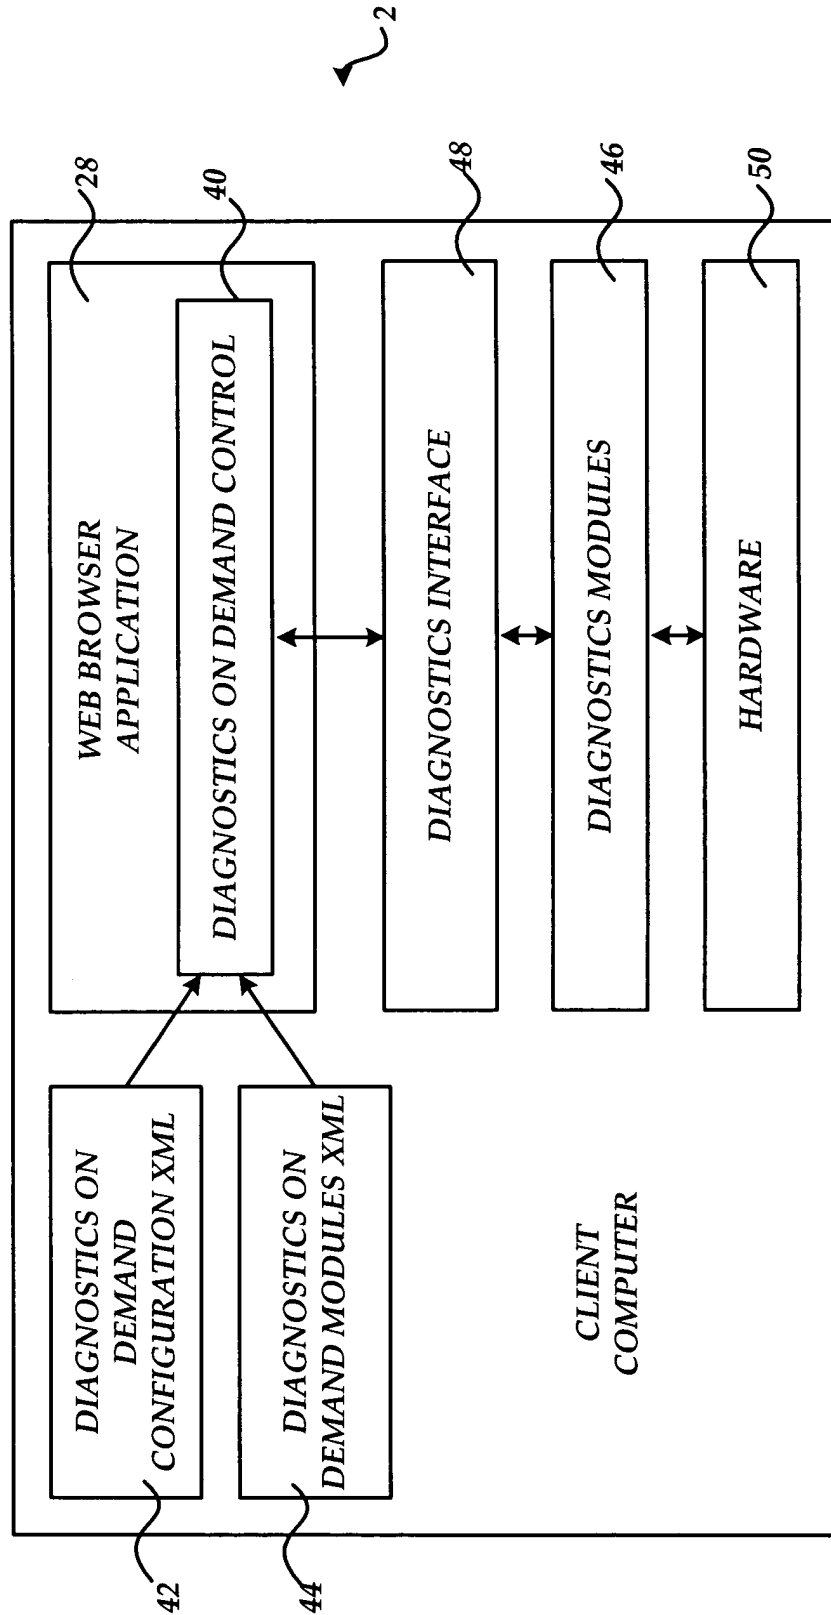 2
28
WEB BROWSER
APPLICATION
40
DIAGNOSTICS ON DEMAND CONTROL
42
DIAGNOSTICS ON
DEMAND
CONFIGURATION XML
44
DIAGNOSTICS ON
DEMAND MODULES XML
48
DIAGNOSTICS INTERFACE
46
DIAGNOSTICS MODULES
50
HARDWARE
CLIENT
COMPUTER